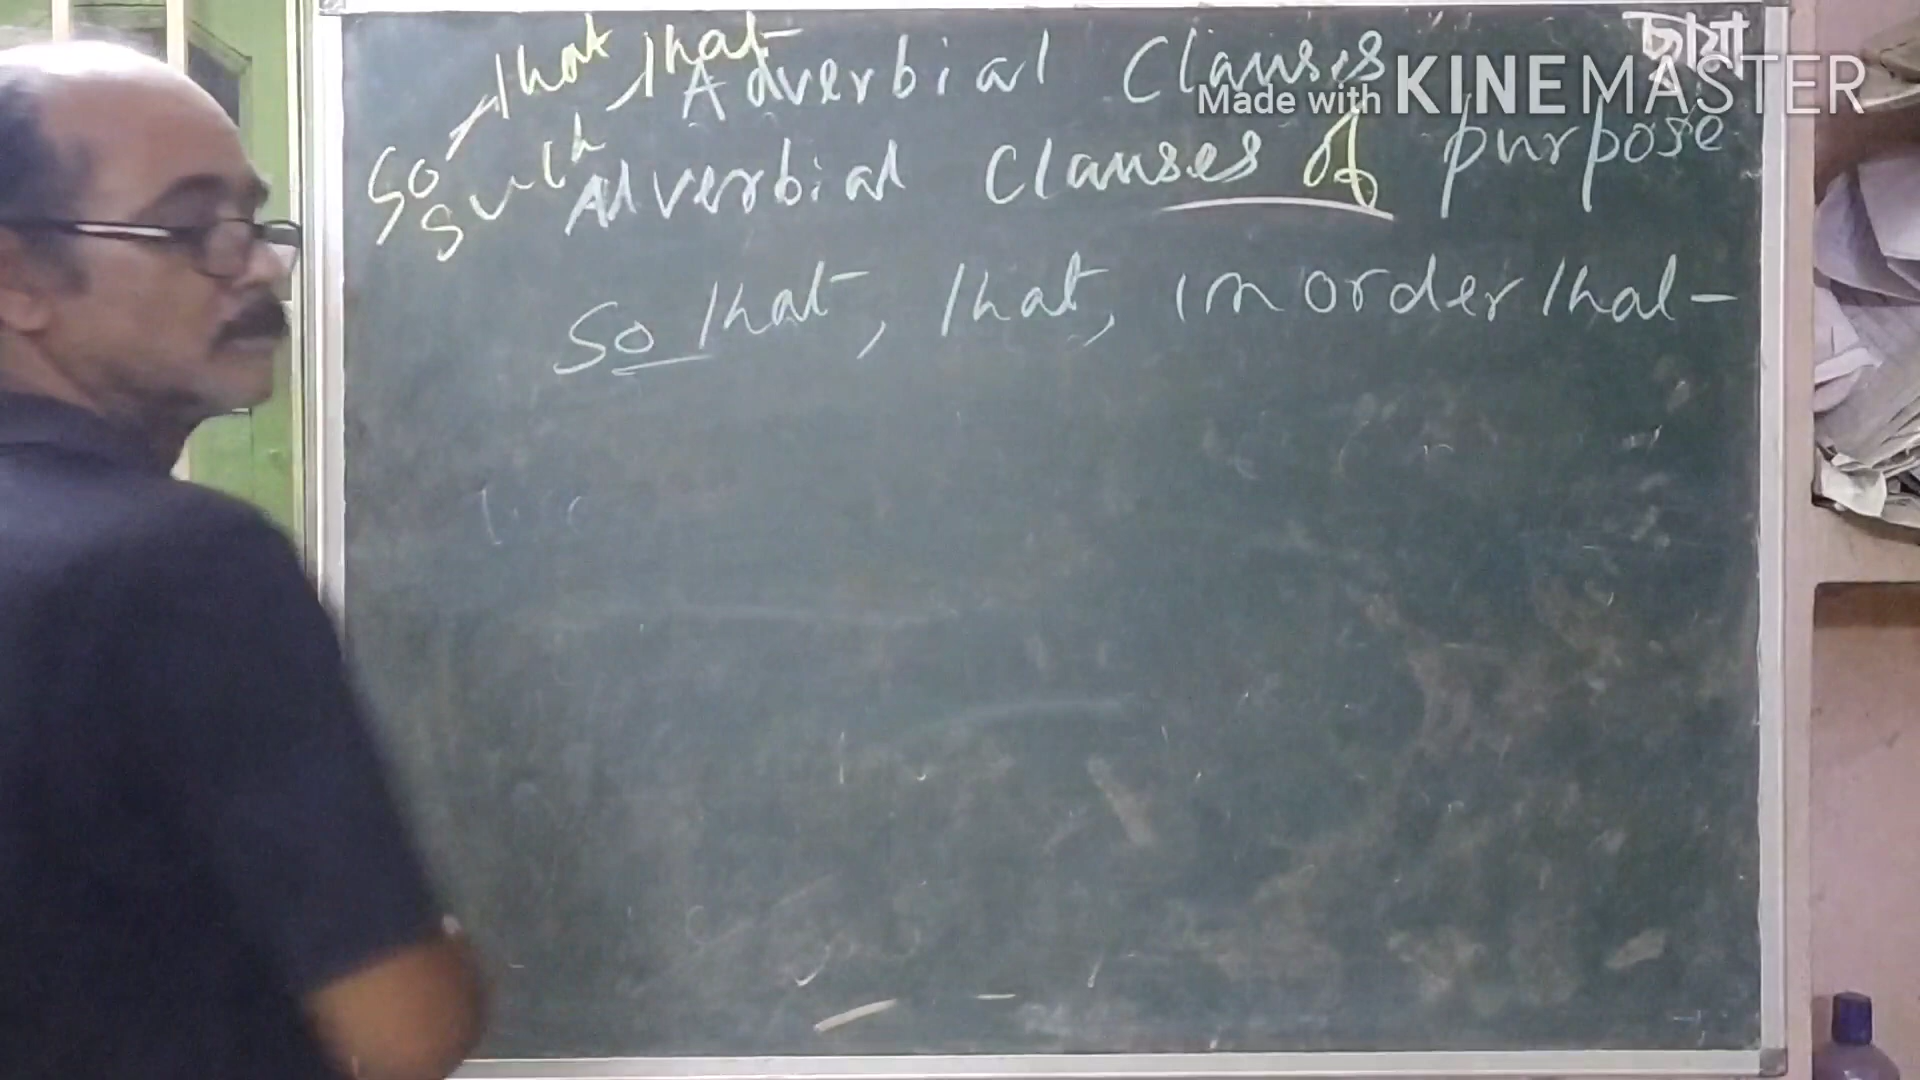 that, that
Adverbial Clauses
ছায়া
Made with KINEMASTER
So such
Adverbial Clauses of purpose
So that, that, in order that -